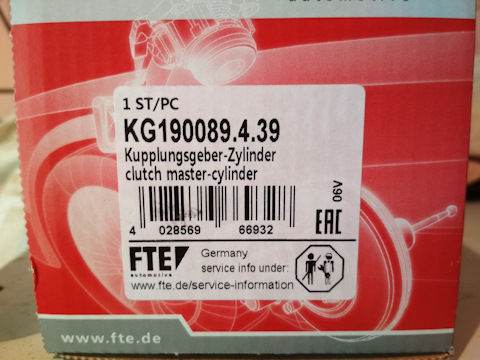 automotive
1 ST/PC
KG190089.4.39
Kupplungsgeber-Zylinder
clutch master-cylinder
06V
4 028569 66932
EAC
FTE
automotive
Germany
service info under:
www.fte.de/service-information
www.fte.de